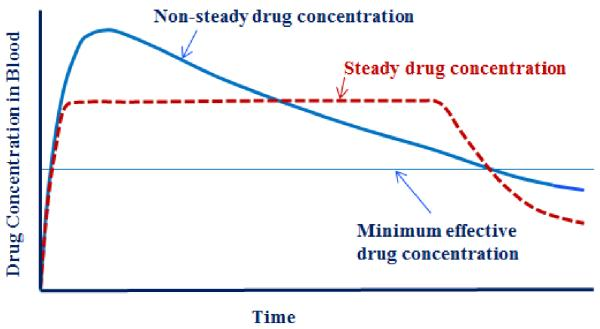 Non-steady drug concentration
Steady drug concentration
Drug Concentration in Blood
Minimum effective
drug concentration
Time